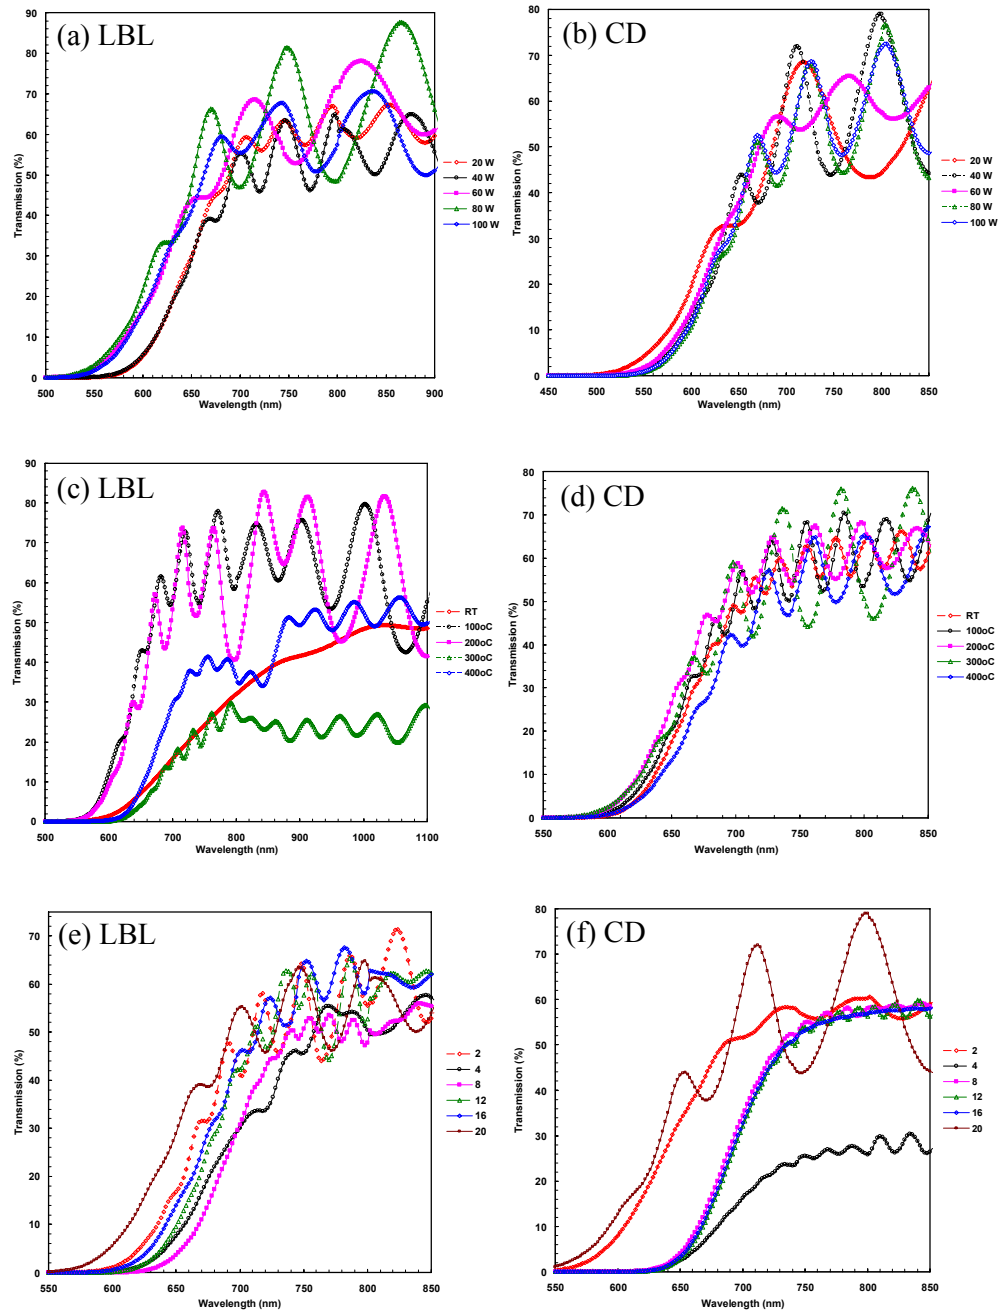 (a) LBL
Transmission (%)
90
80
70
60
50
40
30
20
10
0
500 550 600 650 700 750 800 850 900
Wavelength (nm)
20 W
40 W
60 W
80 W
100 W
(b) CD
Transmission (%)
80
70
60
50
40
30
20
10
0
450 500 550 600 650 700 750 800 850
Wavelength (nm)
20 W
40 W
60 W
80 W
100 W
(c) LBL
Transmission (%)
90
80
70
60
50
40
30
20
10
0
500 600 700 800 900 1000 1100
Wavelength (nm)
RT
100oC
200oC
300oC
400oC
(d) CD
Transmission (%)
80
70
60
50
40
30
20
10
0
550 600 650 700 750 800 850
Wavelength (nm)
RT
100oC
200oC
300oC
400oC
(e) LBL
Transmission (%)
70
60
50
40
30
20
10
0
550 600 650 700 750 800 850
Wavelength (nm)
2
4
8
12
16
20
(f) CD
Transmission (%)
80
70
60
50
40
30
20
10
0
550 600 650 700 750 800 850
Wavelength (nm)
2
4
8
12
16
20